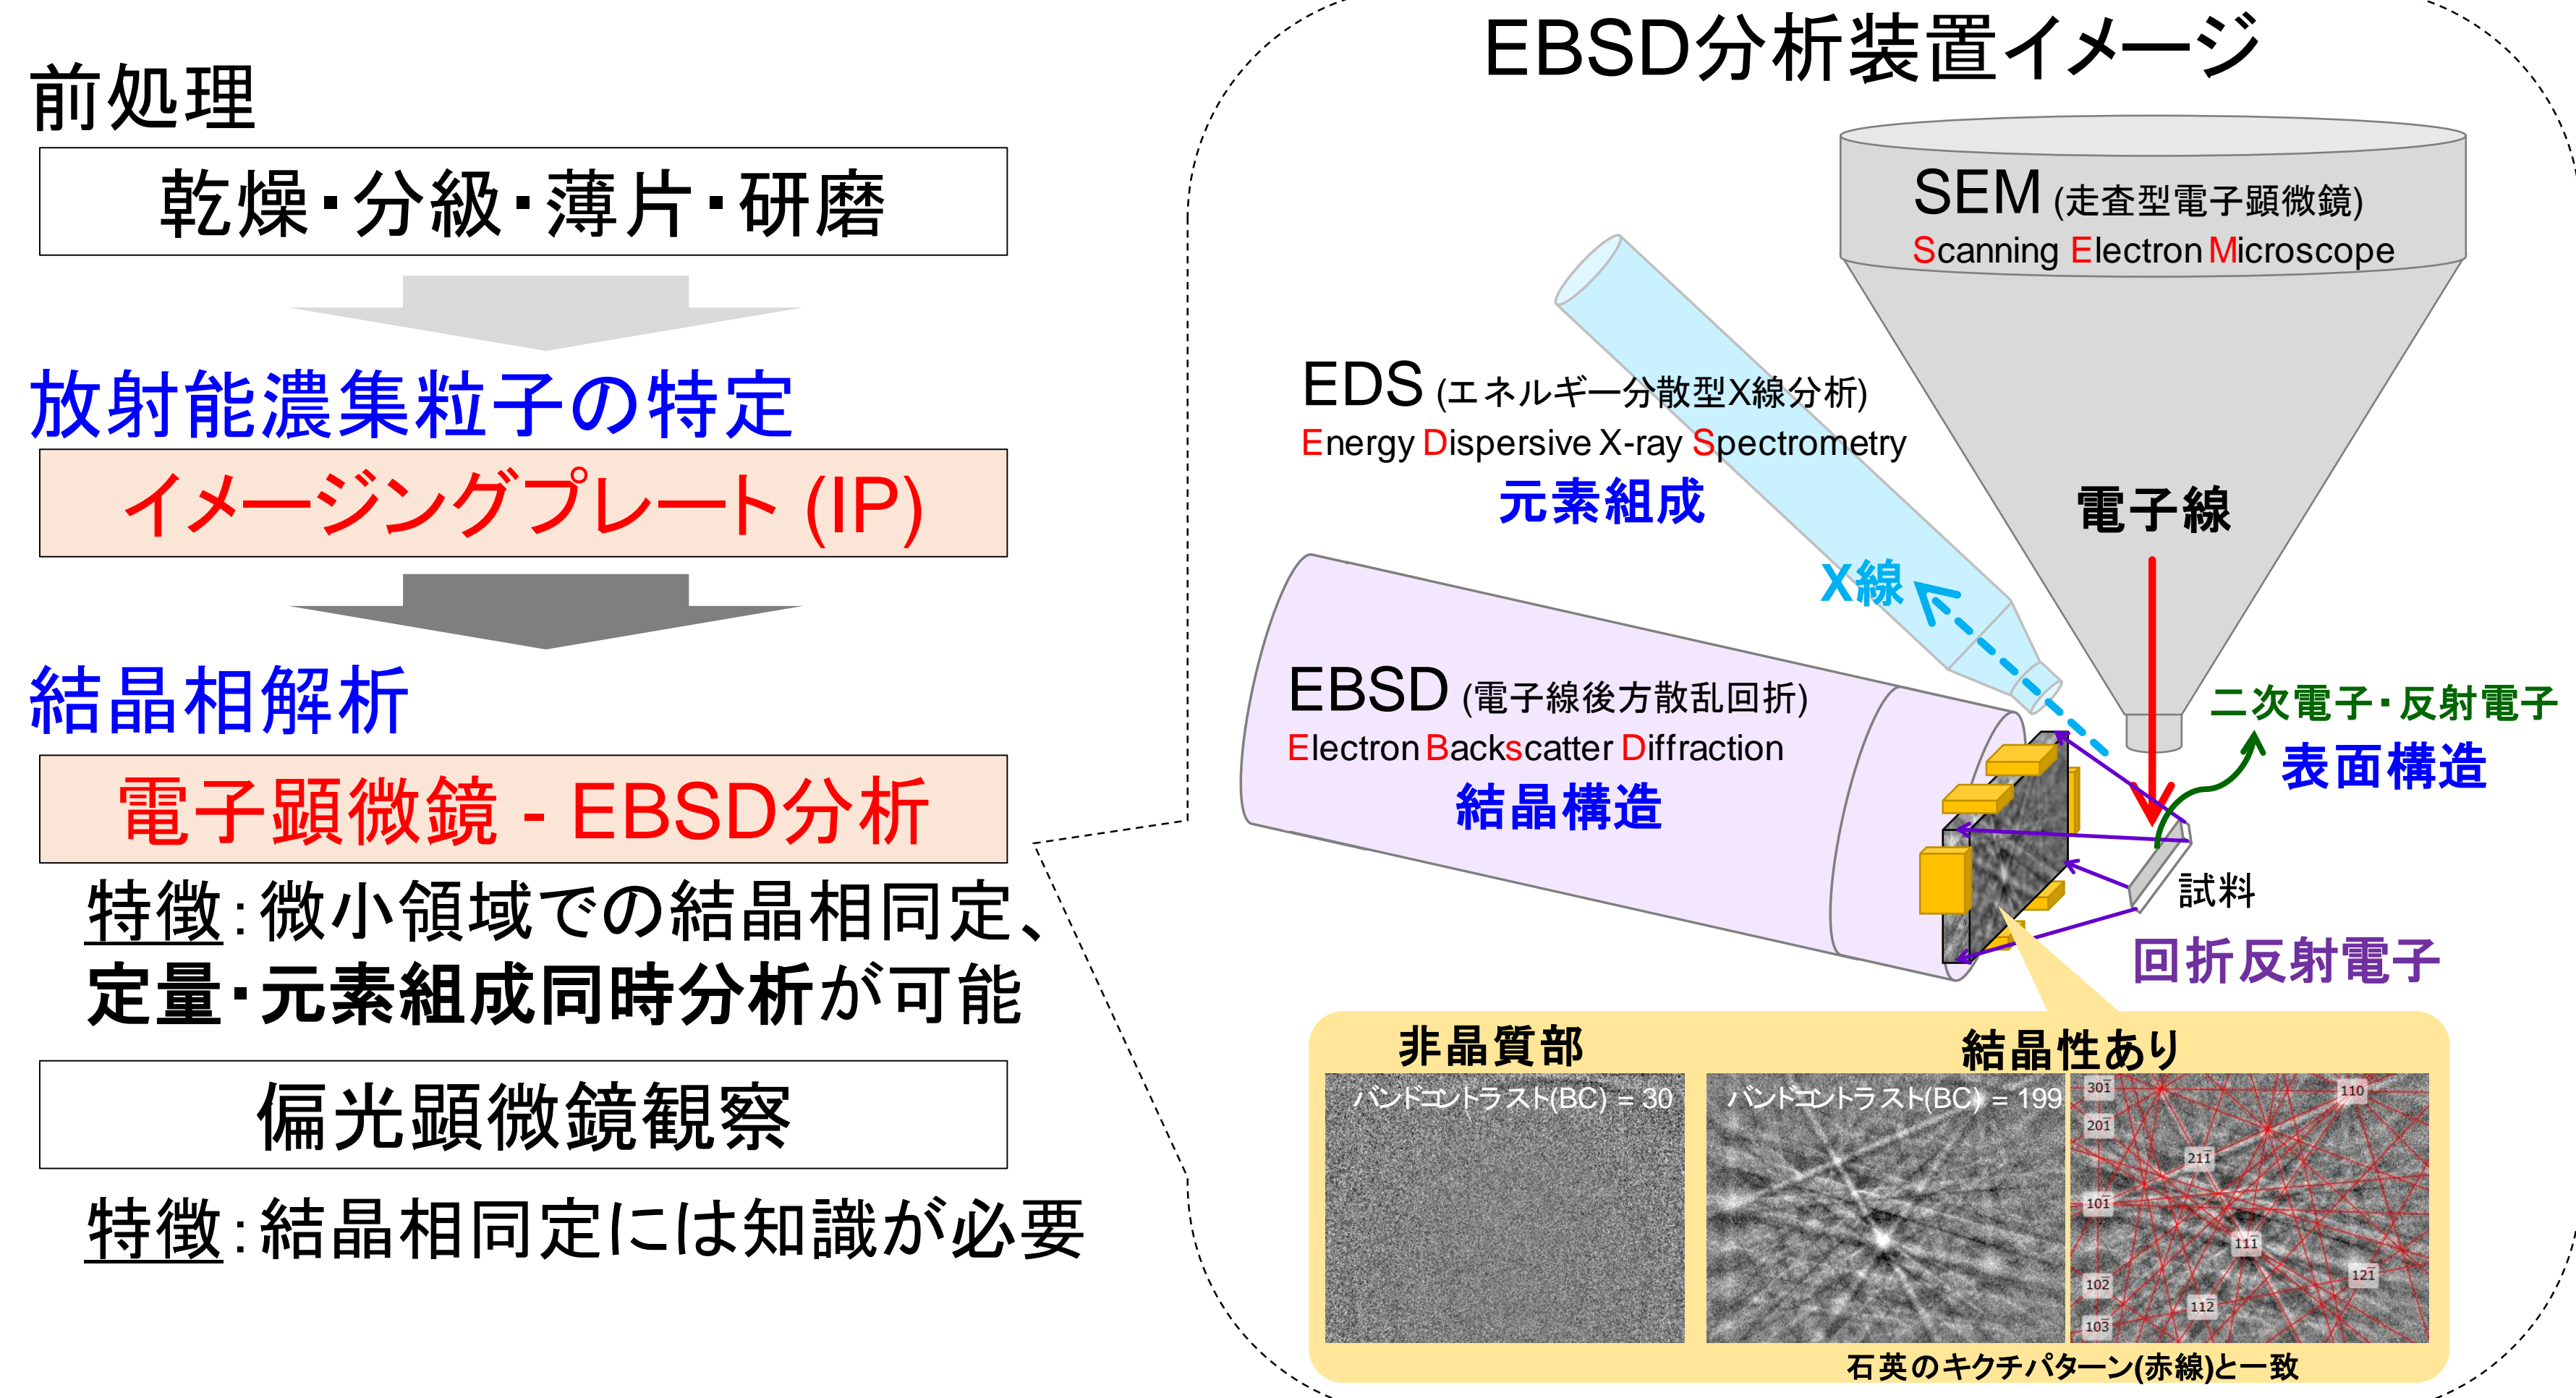 前処理
乾燥・分級・薄片・研磨
放射能濃集粒子の特定
イメージングプレート (IP)
結晶相解析
電子顕微鏡 - EBSD分析
特徴：微小領域での結晶相同定、
定量・元素組成同時分析が可能
偏光顕微鏡観察
特徴：結晶相同定には知識が必要
EBSD分析装置イメージ
SEM (走査型電子顕微鏡)
Scanning Electron Microscope
EDS (エネルギー分散型X線分析)
Energy Dispersive X-ray Spectrometry
元素組成
電子線
X線
EBSD (電子線後方散乱回折)
Electron Backscatter Diffraction
結晶構造
二次電子・反射電子
表面構造
試料
回折反射電子
非晶質部
バンドコントラスト(BC) = 30
結晶性あり
バンドコントラスト(BC) = 199
301̅
110
201̅
211̅
101̅
111̅
121̅
102̅
112̅
103̅
石英のキクチパターン(赤線)と一致